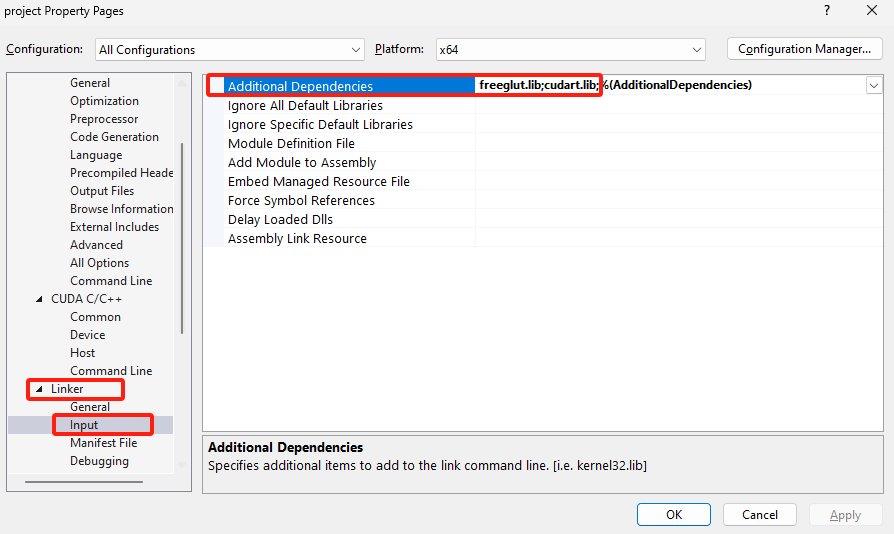 project Property Pages
?
Configuration: All Configurations Platform: x64 Configuration Manager...
General
Optimization
Preprocessor
Code Generation
Language
Precompiled Heade
Output Files
Browse Information
External Includes
Advanced
All Options
Command Line
CUDA C/C++
Common
Device
Host
Command Line
Linker
General
Input
Manifest File
Debugging
Additional Dependencies freeglut.lib;cudart.lib;%(AdditionalDependencies)
Ignore All Default Libraries
Ignore Specific Default Libraries
Module Definition File
Add Module to Assembly
Embed Managed Resource File
Force Symbol References
Delay Loaded Dlls
Assembly Link Resource
Additional Dependencies
Specifies additional items to add to the link command line. [i.e. kernel32.lib]
OK Cancel Apply